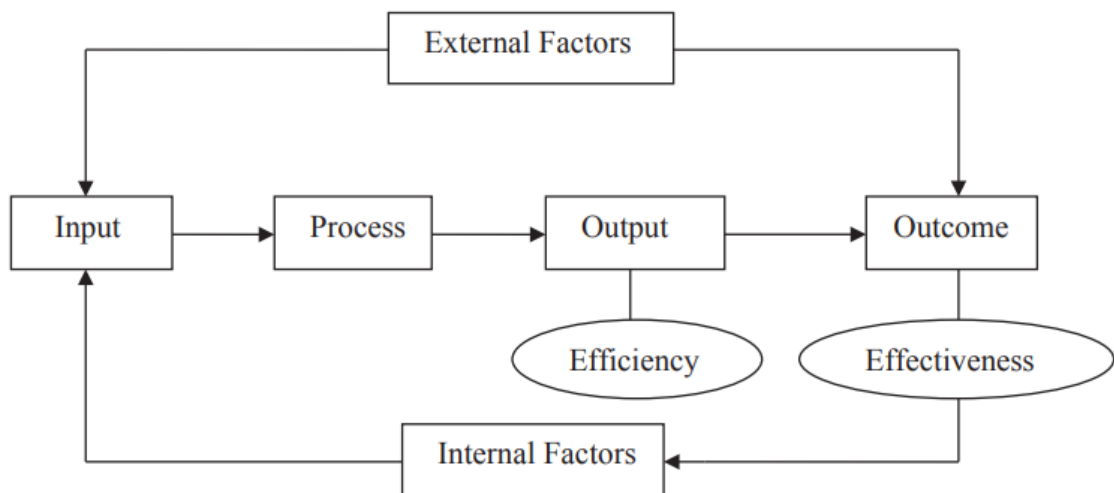 External Factors
Input
Process
Output
Outcome
Efficiency
Effectiveness
Internal Factors